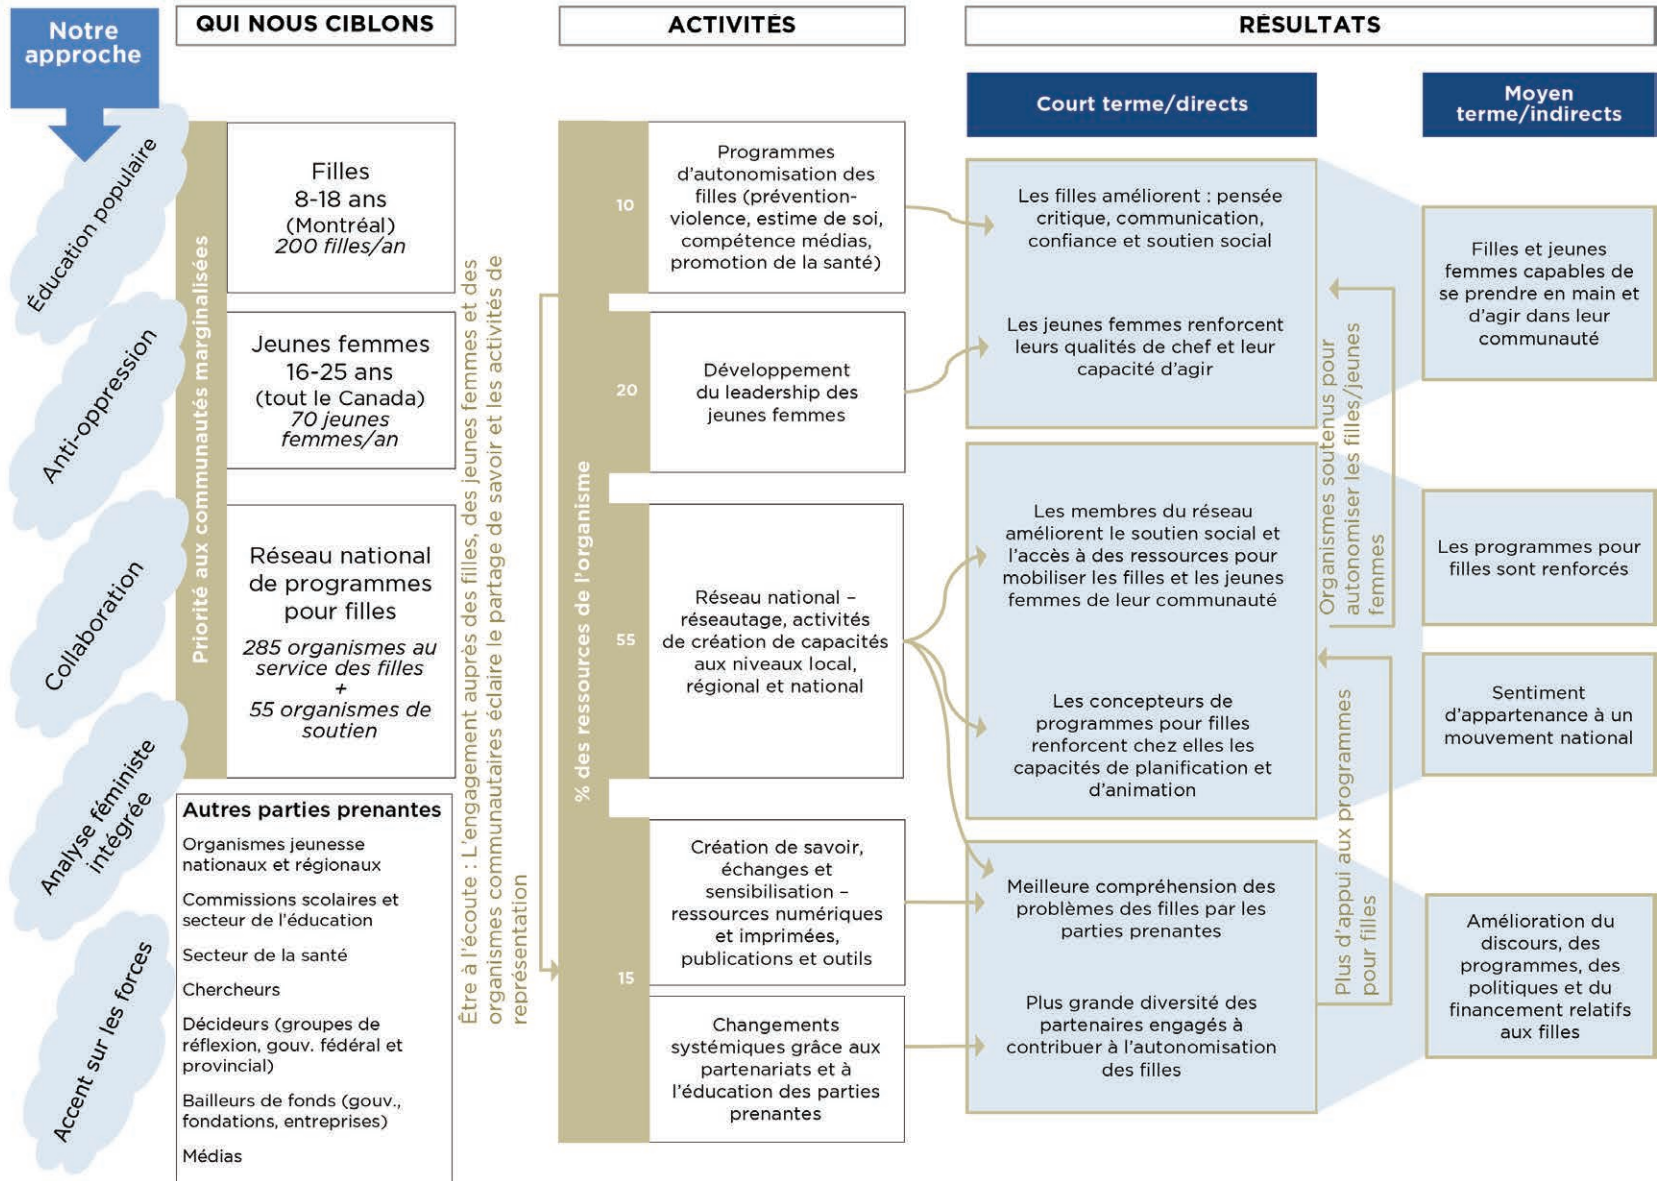 Notre
approche
QUI NOUS CIBLONS
ACTIVITÉS
RÉSULTATS
Court terme/directs
Moyen
terme/indirects
Éducation populaire
Anti-oppression
Collaboration
Analyse féministe
intégrée
Accent sur les forces
Priorité aux communautés marginalisées
Filles
8-18 ans
(Montréal)
200 filles/an
Jeunes femmes
16-25 ans
(tout le Canada)
70 jeunes
femmes/an
Réseau national
de programmes
pour filles
285 organismes au
service des filles
+
55 organismes de
soutien
Autres parties prenantes
Organismes jeunesse
nationaux et régionaux
Commissions scolaires et
secteur de l'éducation
Secteur de la santé
Chercheurs
Décideurs (groupes de
réflexion, gouv. fédéral et
provincial)
Bailleurs de fonds (gouv.,
fondations, entreprises)
Médias
Être à l'écoute : L'engagement auprès des filles, des jeunes femmes et des
organismes communautaires éclaire le partage de savoir et les activités de
représentation
% des ressources de l'organisme
10
Programmes
d'autonomisation des
filles (prévention-
violence, estime de soi,
compétence médias,
promotion de la santé)
20
Développement
du leadership des
jeunes femmes
55
Réseau national –
réseautage, activités
de création de capacités
aux niveaux local,
régional et national
15
Création de savoir,
échanges et
sensibilisation –
ressources numériques
et imprimées,
publications et outils
Changements
systémiques grâce aux
partenariats et à
l'éducation des parties
prenantes
Les filles améliorent : pensée
critique, communication,
confiance et soutien social
Les jeunes femmes renforcent
leurs qualités de chef et leur
capacité d'agir
Les membres du réseau
améliorent le soutien social et
l'accès à des ressources pour
mobiliser les filles et les jeunes
femmes de leur communauté
Les concepteurs de
programmes pour filles
renforcent chez elles les
capacités de planification et
d'animation
Meilleure compréhension des
problèmes des filles par les
parties prenantes
Plus grande diversité des
partenaires engagés à
contribuer à l'autonomisation
des filles
Organismes soutenus pour
autonomiser les filles/jeunes
femmes
Plus d'appui aux programmes
pour filles
Filles et jeunes
femmes capables de
se prendre en main et
d'agir dans leur
communauté
Les programmes pour
filles sont renforcés
Sentiment
d'appartenance à un
mouvement national
Amélioration du
discours, des
programmes, des
politiques et du
financement relatifs
aux filles